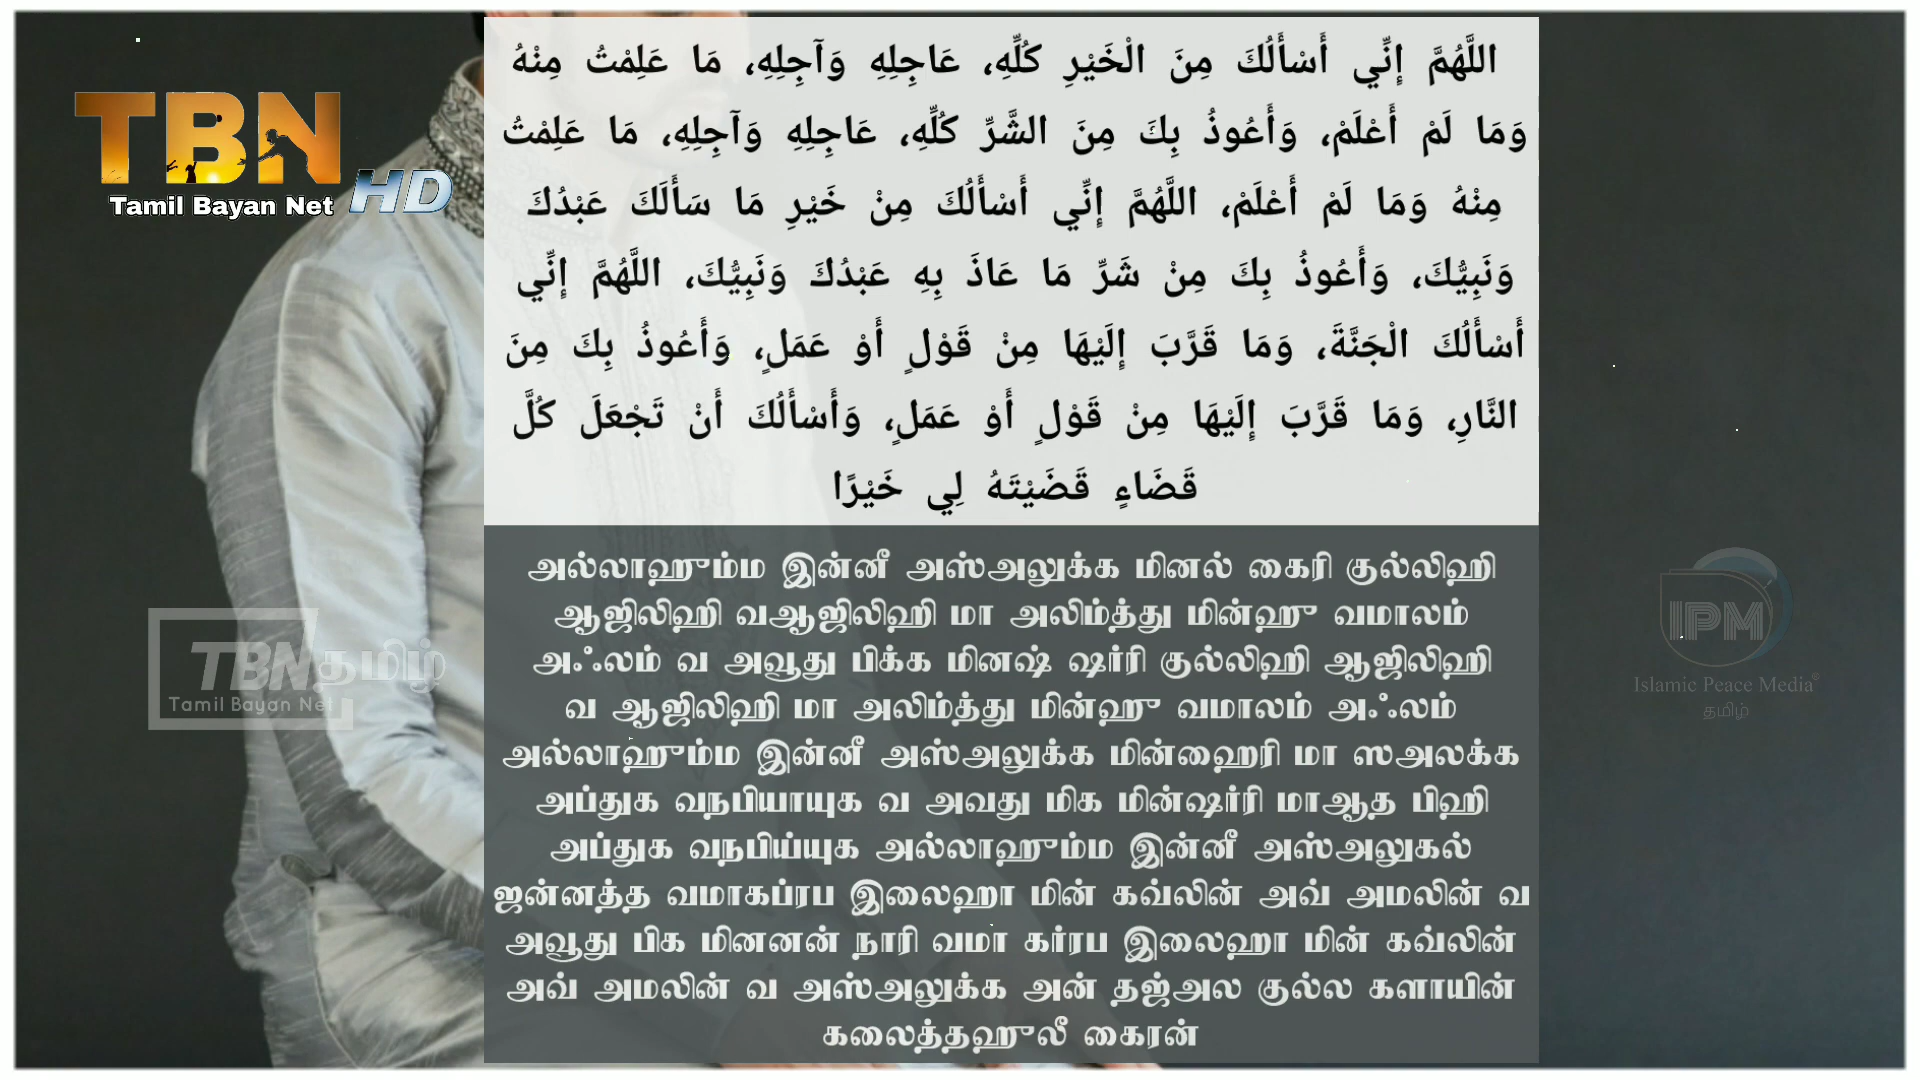 TBN
HD
Tamil Bayan Net
اللَّهُمَّ إِنِّي أَسْأَلُكَ مِنَ الْخَيْرِ كُلِّهِ، عَاجِلِهِ وَآجِلِهِ، مَا عَلِمْتُ مِنْهُ
وَمَا لَمْ أَعْلَمْ، وَأَعُوذُ بِكَ مِنَ الشَّرِّ كُلِّهِ، عَاجِلِهِ وَآجِلِهِ، مَا عَلِمْتُ
مِنْهُ وَمَا لَمْ أَعْلَمْ، اللَّهُمَّ إِنِّي أَسْأَلُكَ مِنْ خَيْرِ مَا سَأَلَكَ عَبْدُكَ
وَنَبِيُّكَ، وَأَعُوذُ بِكَ مِنْ شَرِّ مَا عَاذَ بِهِ عَبْدُكَ وَنَبِيُّكَ، اللَّهُمَّ إِنِّي
أَسْأَلُكَ الْجَنَّةَ، وَمَا قَرَّبَ إِلَيْهَا مِنْ قَوْلٍ أَوْ عَمَلٍ، وَأَعُوذُ بِكَ مِنَ
النَّارِ، وَمَا قَرَّبَ إِلَيْهَا مِنْ قَوْلٍ أَوْ عَمَلٍ، وَأَسْأَلُكَ أَنْ تَجْعَلَ كُلَّ
قَضَاءٍ قَضَيْتَهُ لِي خَيْرًا
அல்லாஹும்ம இன்னீ அஸ்அலுக்க மினல் கைரி குல்லிஹி
ஆஜிலிஹி வஆஜிலிஹி மா அலிம்த்து மின்ஹு வமாலம்
அஃலம் வ அவூது பிக்க மினஷ் ஷர்ரி குல்லிஹி ஆஜிலிஹி
வ ஆஜிலிஹி மா அலிம்த்து மின்ஹு வமாலம் அஃலம்
அல்லாஹும்ம இன்னீ அஸ்அலுக்க மின்ஹைரி மா ஸஅலக்க
அப்துக வநபியாயுக வ அவது மிக மின்ஷர்ரி மாஆத பிஹி
அப்துக வநபிய்யுக அல்லாஹும்ம இன்னீ அஸ்அலுகல்
ஜன்னத்த வமாகப்ரப இலைஹா மின் கவ்லின் அவ் அமலின் வ
அவூது பிக மினனன் நாரி வமா கர்ரப இலைஹா மின் கவ்லின்
அவ் அமலின் வ அஸ்அலுக்க அன் தஜ்அல குல்ல களாயின்
கலைத்தஹுலீ கைரன்
TBN தமிழ்
Tamil Bayan Net
IPM
Islamic Peace Media©
தமிழ்